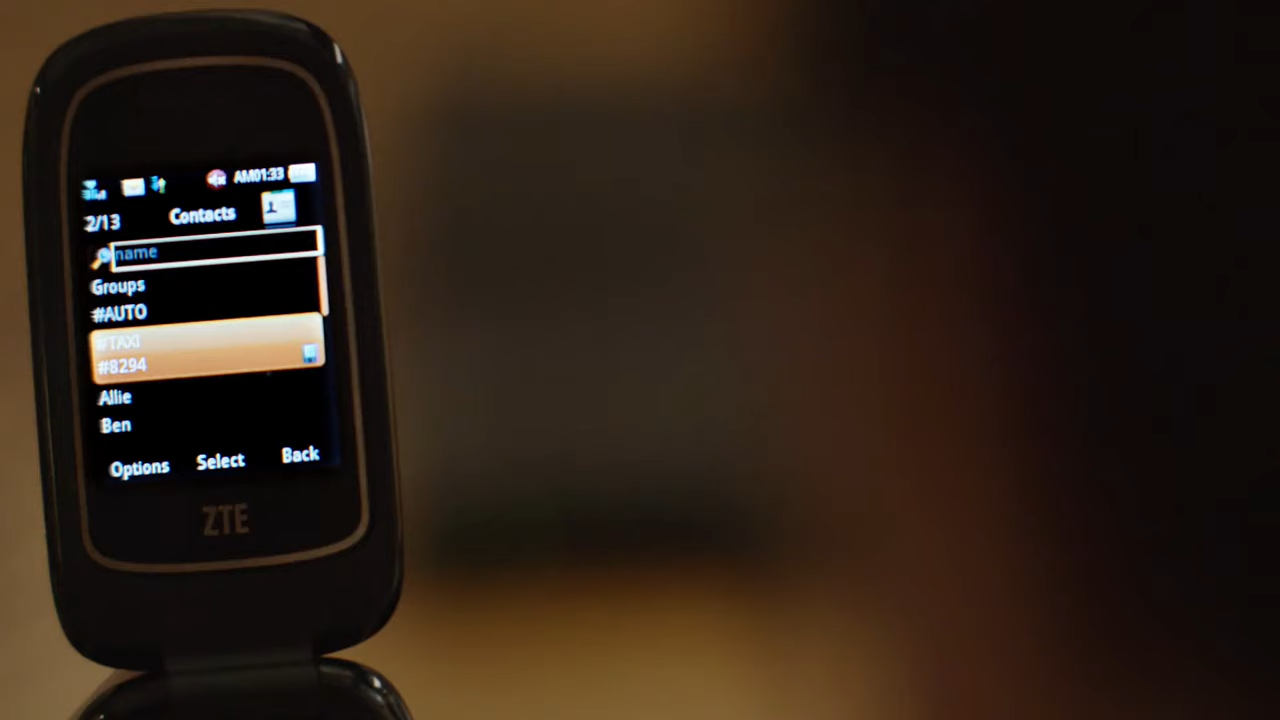 AM01:33
2/13 Contacts
name
Groups
#AUTO
#TAXI
#8294
Allie
Ben
Options Select Back
ZTE